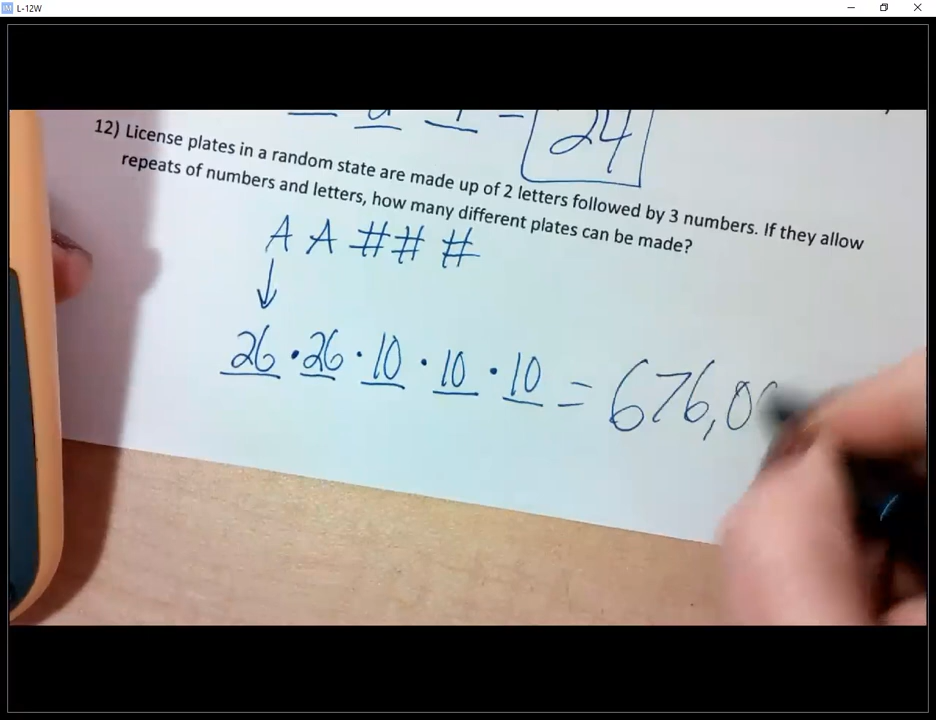 L-12W
24
12) License plates in a random state are made up of 2 letters followed by 3 numbers. If they allow
repeats of numbers and letters, how many different plates can be made?
A A # # #
26 · 26 · 10 · 10 · 10 = 676,00